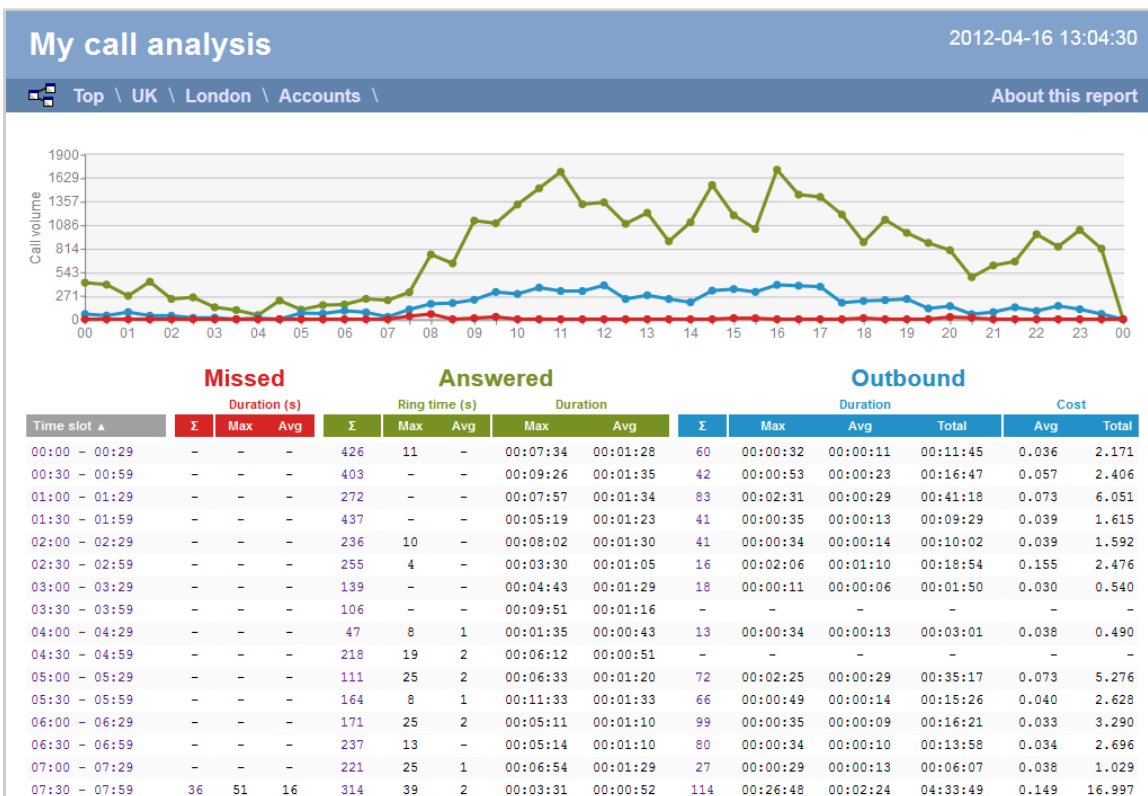 My call analysis 2012-04-16 13:04:30
Top \ UK \ London \ Accounts \ About this report
Call volume
1900
1629
1357
1086
814
543
271
0
00 01 02 03 04 05 06 07 08 09 10 11 12 13 14 15 16 17 18 19 20 21 22 23 00
Missed Answered Outbound
Duration (s) Ring time (s) Duration Duration Cost
Time slot ▲ Σ Max Avg Σ Max Avg Max Avg Σ Max Avg Total Avg Total
00:00 - 00:29 - - - 426 11 - 00:07:34 00:01:28 60 00:00:32 00:00:11 00:11:45 0.036 2.171
00:30 - 00:59 - - - 403 - - 00:09:26 00:01:35 42 00:00:53 00:00:23 00:16:47 0.057 2.406
01:00 - 01:29 - - - 272 - - 00:07:57 00:01:34 83 00:02:31 00:00:29 00:41:18 0.073 6.051
01:30 - 01:59 - - - 437 - - 00:05:19 00:01:23 41 00:00:35 00:00:13 00:09:29 0.039 1.615
02:00 - 02:29 - - - 236 10 - 00:08:02 00:01:30 41 00:00:34 00:00:14 00:10:02 0.039 1.592
02:30 - 02:59 - - - 255 4 - 00:03:30 00:01:05 16 00:02:06 00:01:10 00:18:54 0.155 2.476
03:00 - 03:29 - - - 139 - - 00:04:43 00:01:29 18 00:00:11 00:00:06 00:01:50 0.030 0.540
03:30 - 03:59 - - - 106 - - 00:09:51 00:01:16 - - - - - -
04:00 - 04:29 - - - 47 8 1 00:01:35 00:00:43 13 00:00:34 00:00:13 00:03:01 0.038 0.490
04:30 - 04:59 - - - 218 19 2 00:06:12 00:00:51 - - - - - -
05:00 - 05:29 - - - 111 25 2 00:06:33 00:01:20 72 00:02:25 00:00:29 00:35:17 0.073 5.276
05:30 - 05:59 - - - 164 8 1 00:11:33 00:01:33 66 00:00:49 00:00:14 00:15:26 0.040 2.628
06:00 - 06:29 - - - 171 25 2 00:05:11 00:01:10 99 00:00:35 00:00:09 00:16:21 0.033 3.290
06:30 - 06:59 - - - 237 13 - 00:05:14 00:01:10 80 00:00:34 00:00:10 00:13:58 0.034 2.696
07:00 - 07:29 - - - 221 25 1 00:06:54 00:01:29 27 00:00:29 00:00:13 00:06:07 0.038 1.029
07:30 - 07:59 36 51 16 314 39 2 00:03:31 00:00:52 114 00:26:48 00:02:24 04:33:49 0.149 16.997